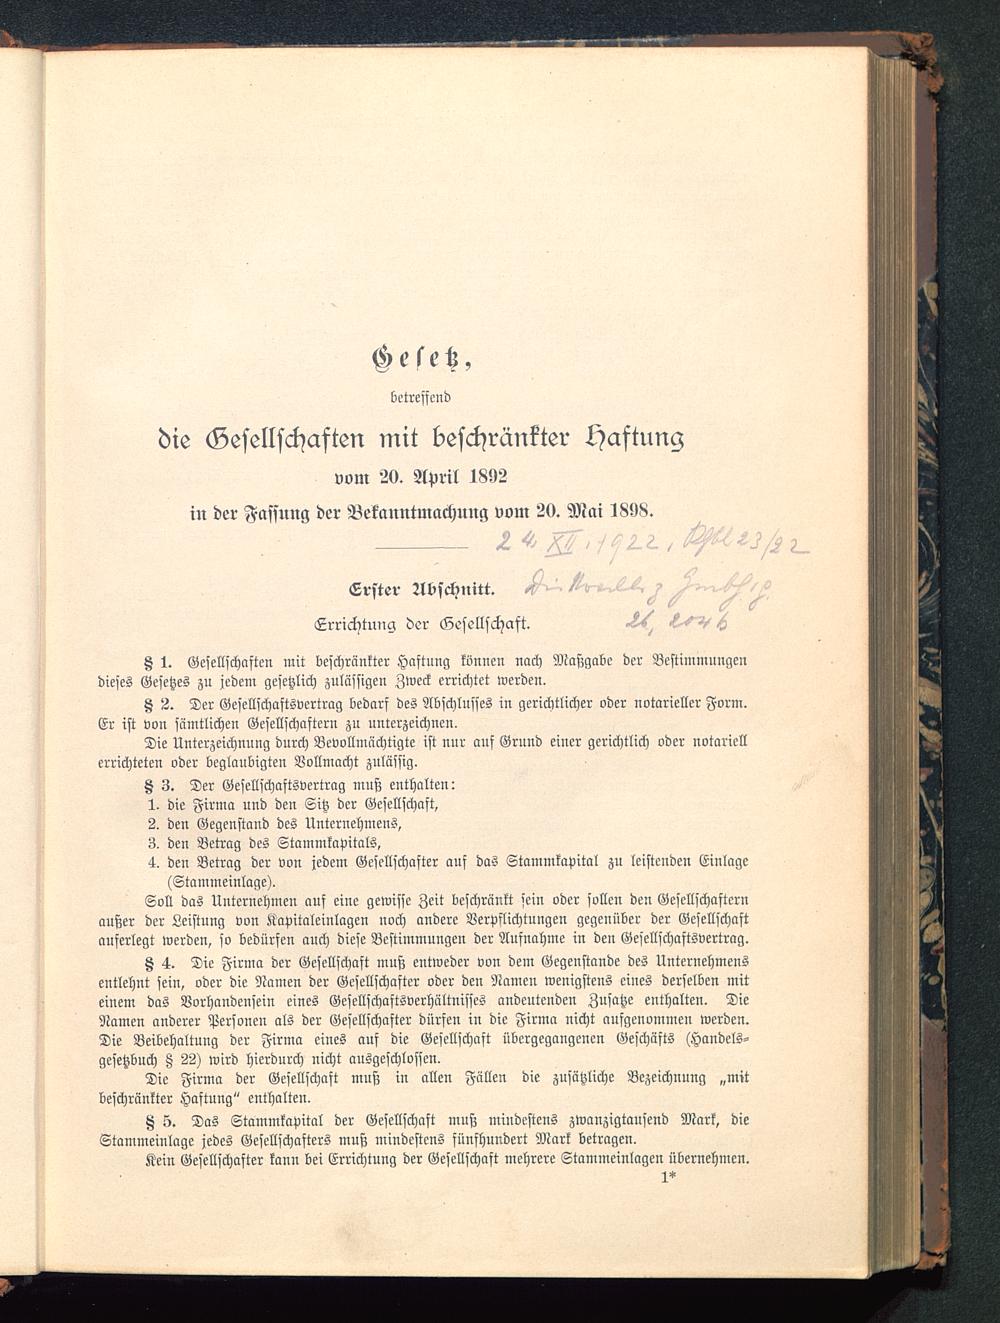 Gesetz,
betreffend
die Gesellschaften mit beschränkter Haftung
vom 20. April 1892
in der Fassung der Bekanntmachung vom 20. Mai 1898.
24. XII. 1922, Rgbl 23/22
Erster Abschnitt.
Errichtung der Gesellschaft.
26, 204 b
§ 1. Gesellschaften mit beschränkter Haftung können nach Maßgabe der Bestimmungen
dieses Gesetzes zu jedem gesetzlich zulässigen Zweck errichtet werden.
§ 2. Der Gesellschaftsvertrag bedarf des Abschlusses in gerichtlicher oder notarieller Form.
Er ist von sämtlichen Gesellschaftern zu unterzeichnen.
Die Unterzeichnung durch Bevollmächtigte ist nur auf Grund einer gerichtlich oder notariell
errichteten oder beglaubigten Vollmacht zulässig.
§ 3. Der Gesellschaftsvertrag muß enthalten:
1. die Firma und den Sitz der Gesellschaft,
2. den Gegenstand des Unternehmens,
3. den Betrag des Stammkapitals,
4. den Betrag der von jedem Gesellschafter auf das Stammkapital zu leistenden Einlage
(Stammeinlage).
Soll das Unternehmen auf eine gewisse Zeit beschränkt sein oder sollen den Gesellschaftern
außer der Leistung von Kapitaleinlagen noch andere Verpflichtungen gegenüber der Gesellschaft
auferlegt werden, so bedürfen auch diese Bestimmungen der Aufnahme in den Gesellschaftsvertrag.
§ 4. Die Firma der Gesellschaft muß entweder von dem Gegenstande des Unternehmens
entlehnt sein, oder die Namen der Gesellschafter oder den Namen wenigstens eines derselben mit
einem das Vorhandensein eines Gesellschaftsverhältnisses andeutenden Zusatze enthalten. Die
Namen anderer Personen als der Gesellschafter dürfen in die Firma nicht aufgenommen werden.
Die Beibehaltung der Firma eines auf die Gesellschaft übergegangenen Geschäfts (Handels-
gesetzbuch § 22) wird hierdurch nicht ausgeschlossen.
Die Firma der Gesellschaft muß in allen Fällen die zusätzliche Bezeichnung „mit
beschränkter Haftung“ enthalten.
§ 5. Das Stammkapital der Gesellschaft muß mindestens zwanzigtausend Mark, die
Stammeinlage jedes Gesellschafters muß mindestens fünfhundert Mark betragen.
Kein Gesellschafter kann bei Errichtung der Gesellschaft mehrere Stammeinlagen übernehmen.
1*